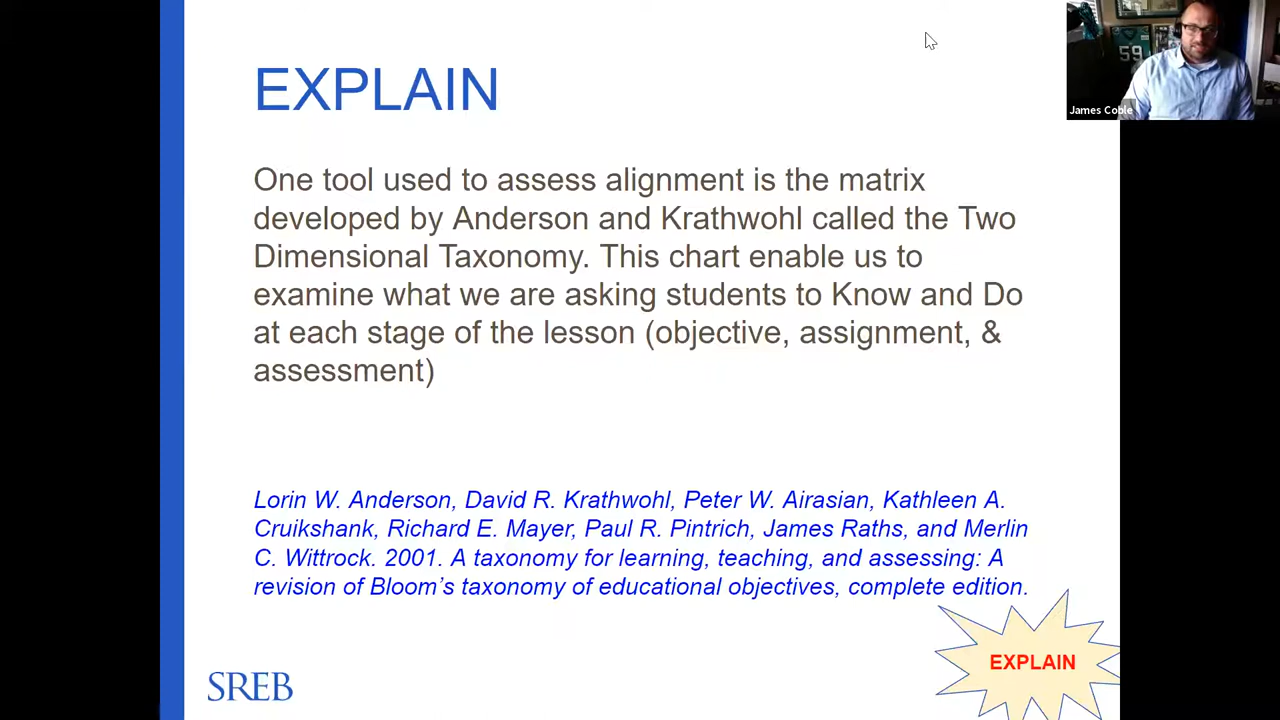 EXPLAIN
59
James Coble
One tool used to assess alignment is the matrix
developed by Anderson and Krathwohl called the Two
Dimensional Taxonomy. This chart enable us to
examine what we are asking students to Know and Do
at each stage of the lesson (objective, assignment, &
assessment)
Lorin W. Anderson, David R. Krathwohl, Peter W. Airasian, Kathleen A.
Cruikshank, Richard E. Mayer, Paul R. Pintrich, James Raths, and Merlin
C. Wittrock. 2001. A taxonomy for learning, teaching, and assessing: A
revision of Bloom’s taxonomy of educational objectives, complete edition.
EXPLAIN
SREB